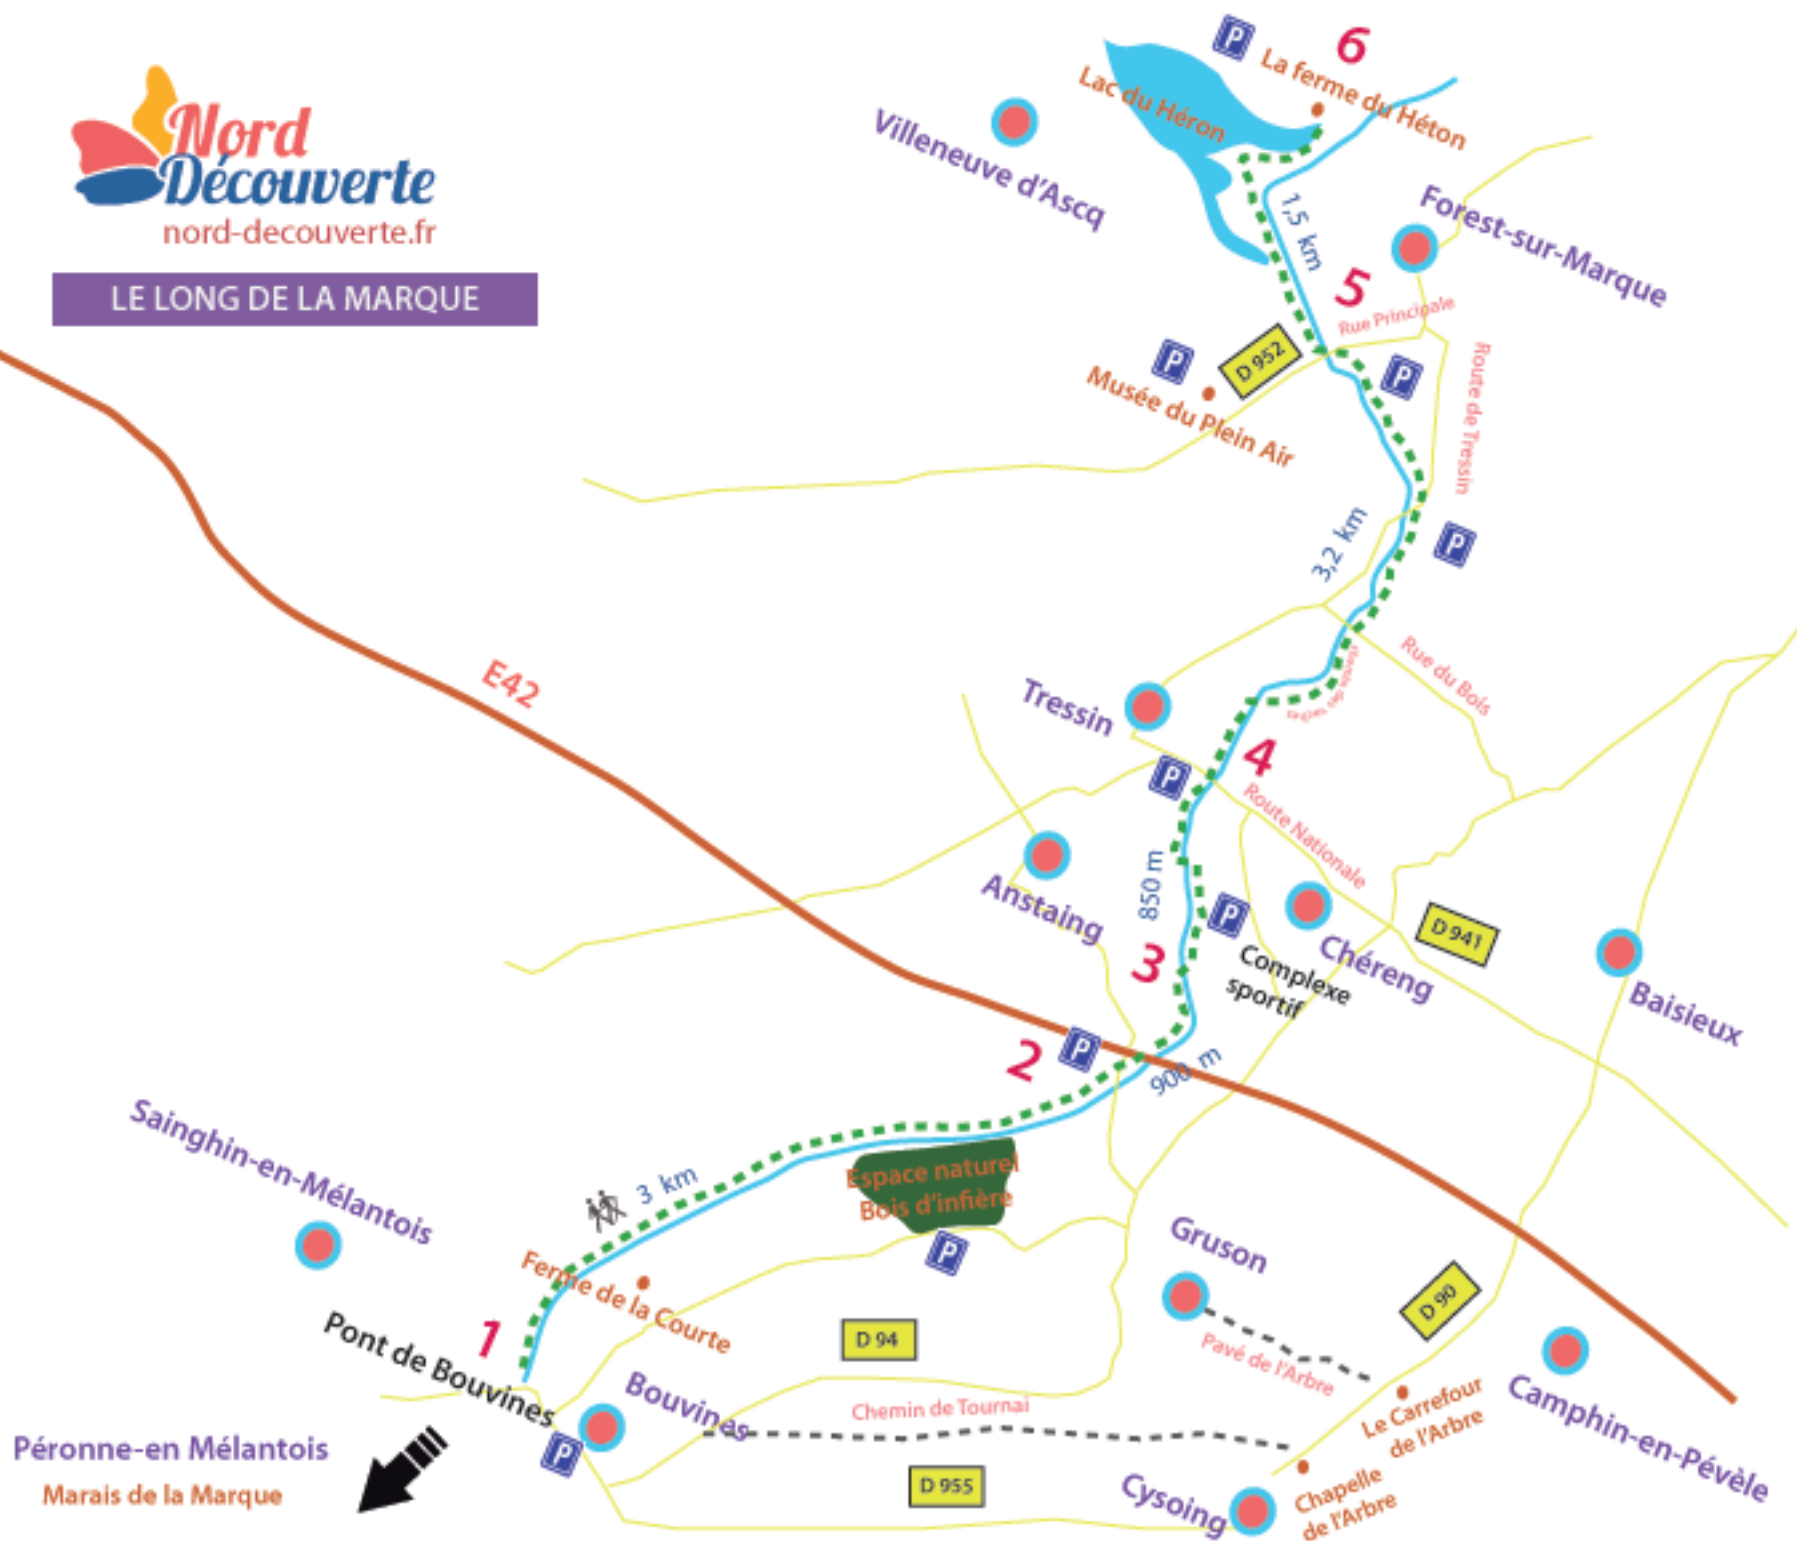 Nord
Découverte
nord-decouverte.fr
LE LONG DE LA MARQUE
P
6
La ferme du Héton
Lac du Héron
Villeneuve d'Ascq
1,5 km
Forest-sur-Marque
5
Rue Principale
D 952
P
P
Musée du Plein Air
Route de Tressin
3,2 km
P
E42
Rue du Bois
Tressin
4
P
Route Nationale
850 m
Anstaing
P
Chéreng
D 941
3
Complexe
sportif
Baisieux
2
P
900 m
Sainghin-en-Mélantois
3 km
Espace naturel
Bois d'infière
P
Gruson
Ferme de la Courte
D 90
1
Pont de Bouvines
D 94
Pavé de l'Arbre
Bouvines
Chemin de Tournai
Le Carrefour
de l'Arbre
Camphin-en-Pévèle
P
Péronne-en Mélantois
Marais de la Marque
D 955
Cysoing
Chapelle
de l'Arbre